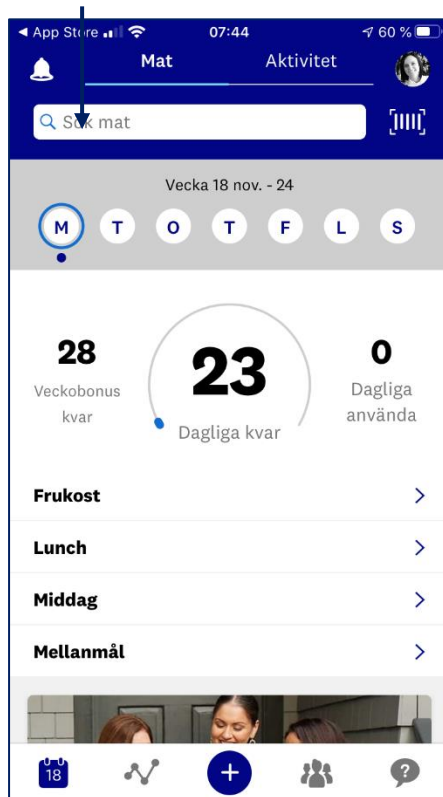 ◀ App Store 07:44 60 %
Mat Aktivitet
Sök mat
Vecka 18 nov. - 24
M T O T F L S
28 23 0
Veckobonus kvar
Dagliga kvar
Dagliga använda
Frukost
Lunch
Middag
Mellanmål
18 + ?